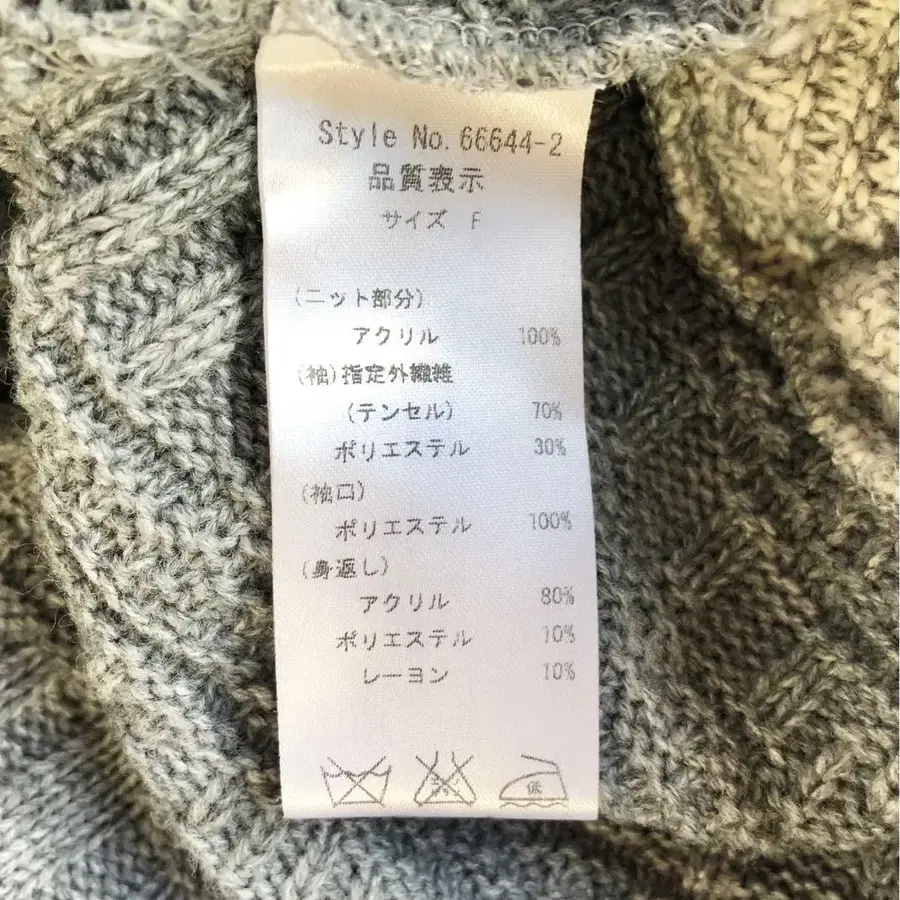 Style No.66644-2
品質表示
サイズ F
(ニット部分)
アクリル 100%
(袖)指定外繊維
(テンセル) 70%
ポリエステル 30%
(袖口)
ポリエステル 100%
(身返し)
アクリル 80%
ポリエステル 10%
レーヨン 10%
低